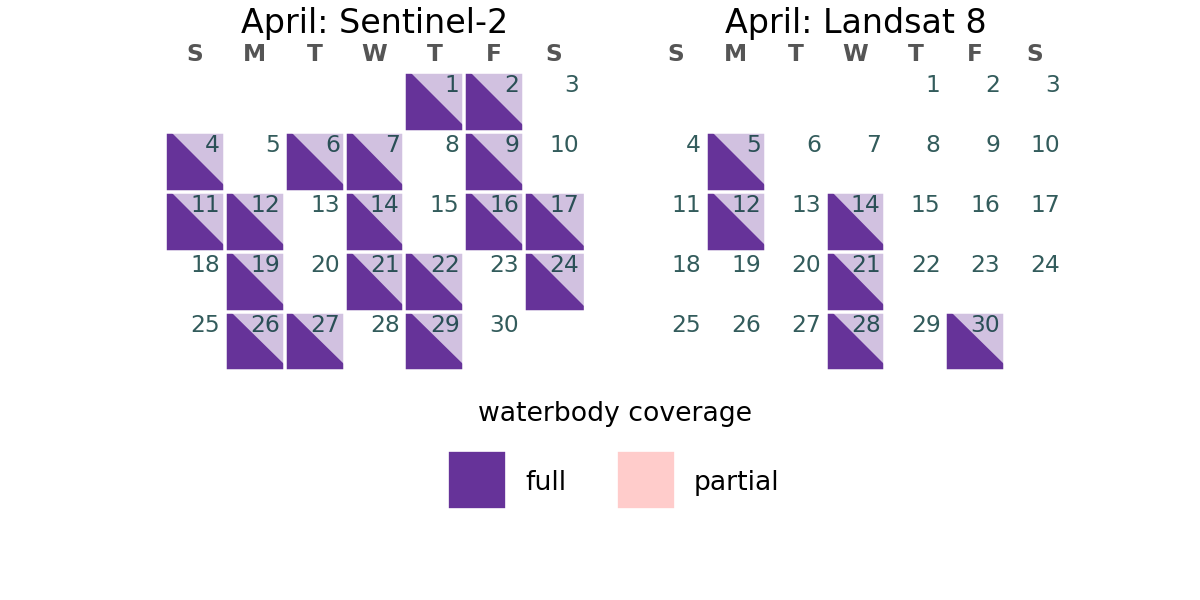 April: Sentinel-2
S M T W T F S
1 2 3
4 5 6 7 8 9 10
11 12 13 14 15 16 17
18 19 20 21 22 23 24
25 26 27 28 29 30
April: Landsat 8
S M T W T F S
1 2 3
4 5 6 7 8 9 10
11 12 13 14 15 16 17
18 19 20 21 22 23 24
25 26 27 28 29 30
waterbody coverage
full partial